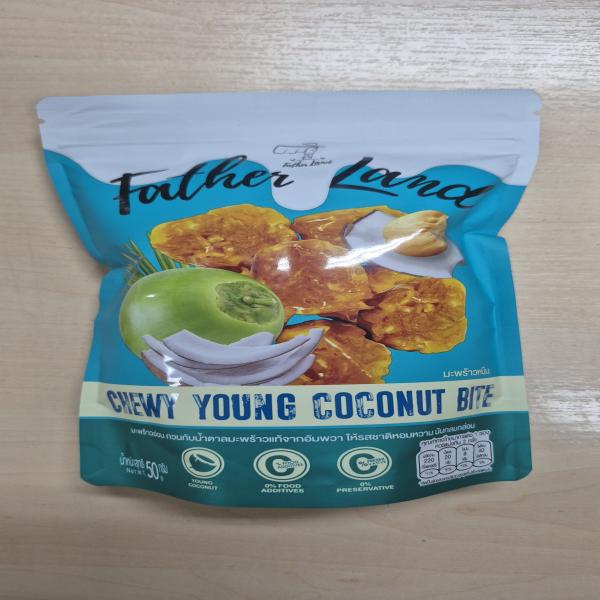 Father Land
Father Land
มะพร้าวหนึบ
CHEWY YOUNG COCONUT BITE
มะพร้าวอ่อน กวนกับน้ำตาลมะพร้าวแท้จากอัมพวา ให้รสชาติหอมหวาน มันกลมกล่อม
น้ำหนักสุทธิ 50 กรัม
Net WT. g
YOUNG
COCONUT
0% FOOD
ADDITIVES
0%
PRESERVATIVE
220